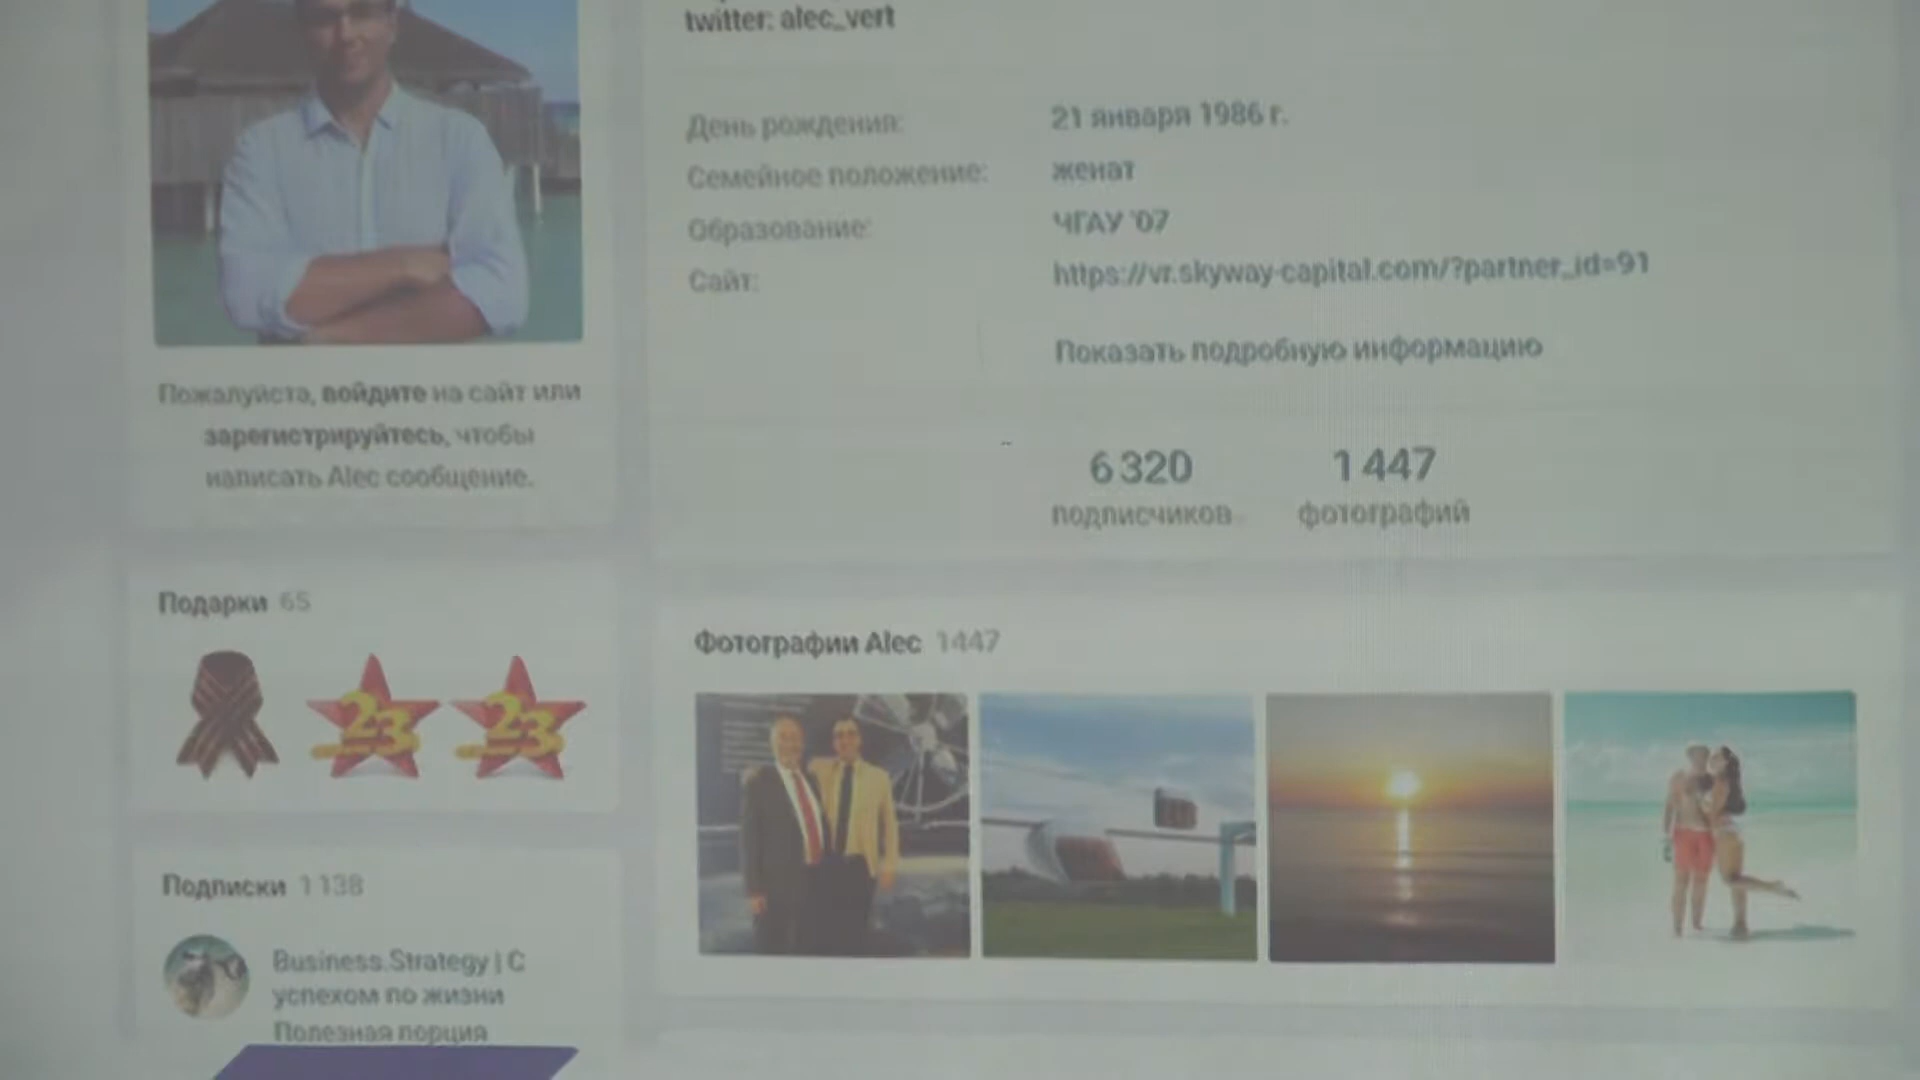 twitter: alec_vert
День рождения: 21 января 1986 г.
Семейное положение: женат
Образование: ЧГАУ '07
Сайт: https://vr.skyway-capital.com/?partner_id=91
Показать подробную информацию
6 320 подписчиков
1 447 фотографий
Пожалуйста, войдите на сайт или
зарегистрируйтесь, чтобы
написать Alec сообщение.
Подарки 65
23
23
Фотографии Alec 1447
Подписки 1 138
Business Strategy | С
успехом по жизни
Полезная порция